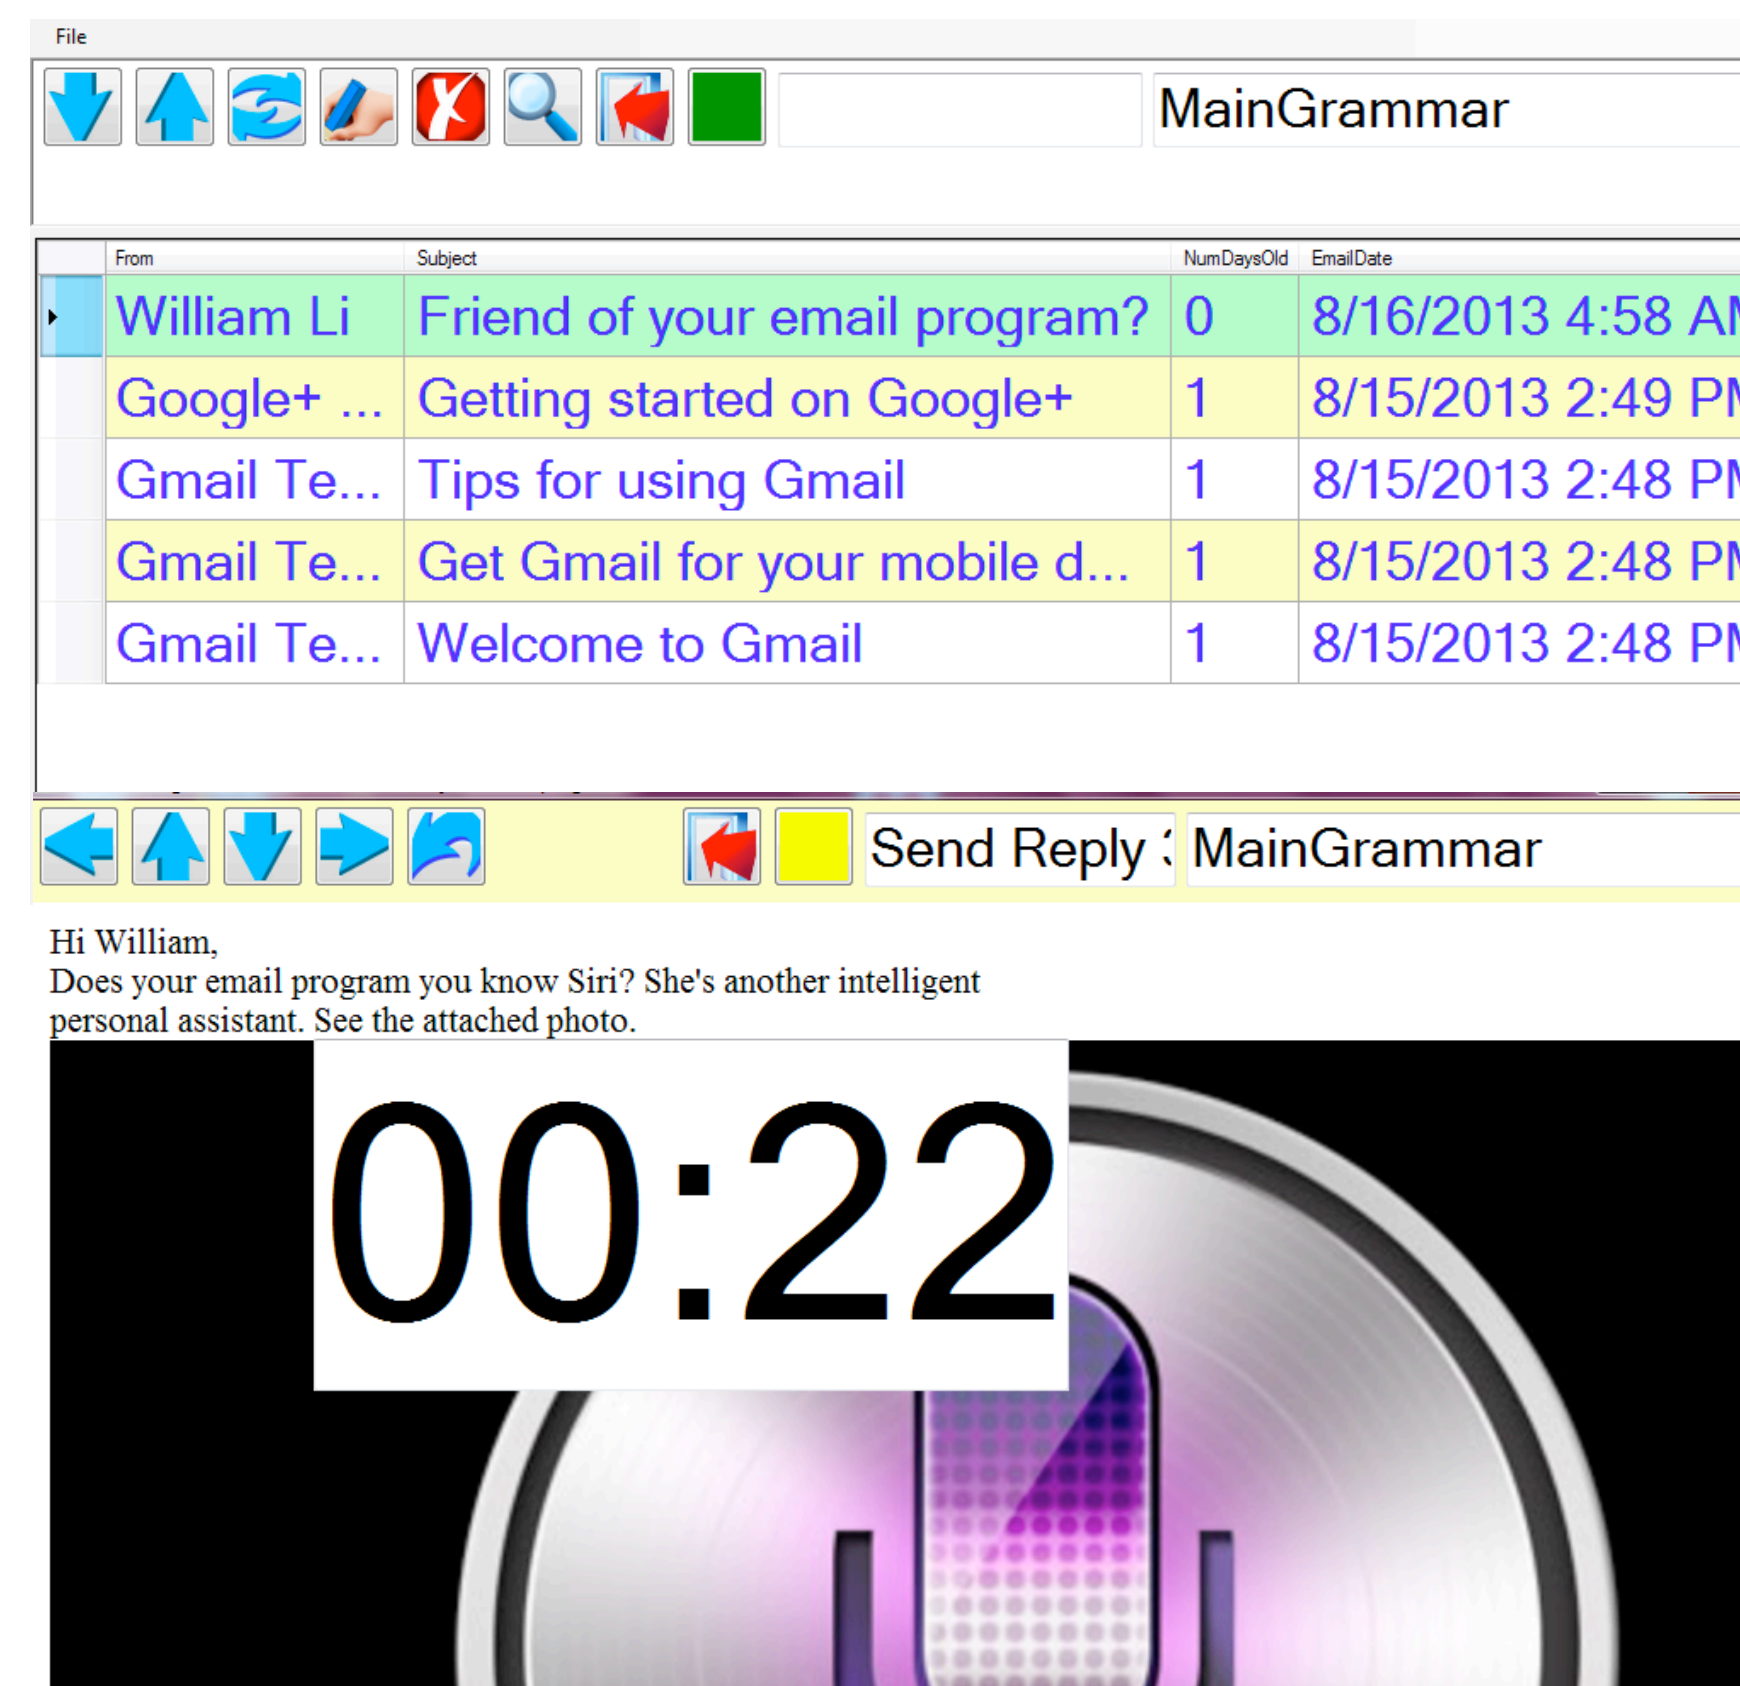 File
MainGrammar
From Subject NumDaysOld EmailDate
William Li Friend of your email program? 0 8/16/2013 4:58 A
Google+ ... Getting started on Google+ 1 8/15/2013 2:49 P
Gmail Te... Tips for using Gmail 1 8/15/2013 2:48 P
Gmail Te... Get Gmail for your mobile d... 1 8/15/2013 2:48 P
Gmail Te... Welcome to Gmail 1 8/15/2013 2:48 P
Send Reply MainGrammar
Hi William,
Does your email program you know Siri? She's another intelligent
personal assistant. See the attached photo.
00:22